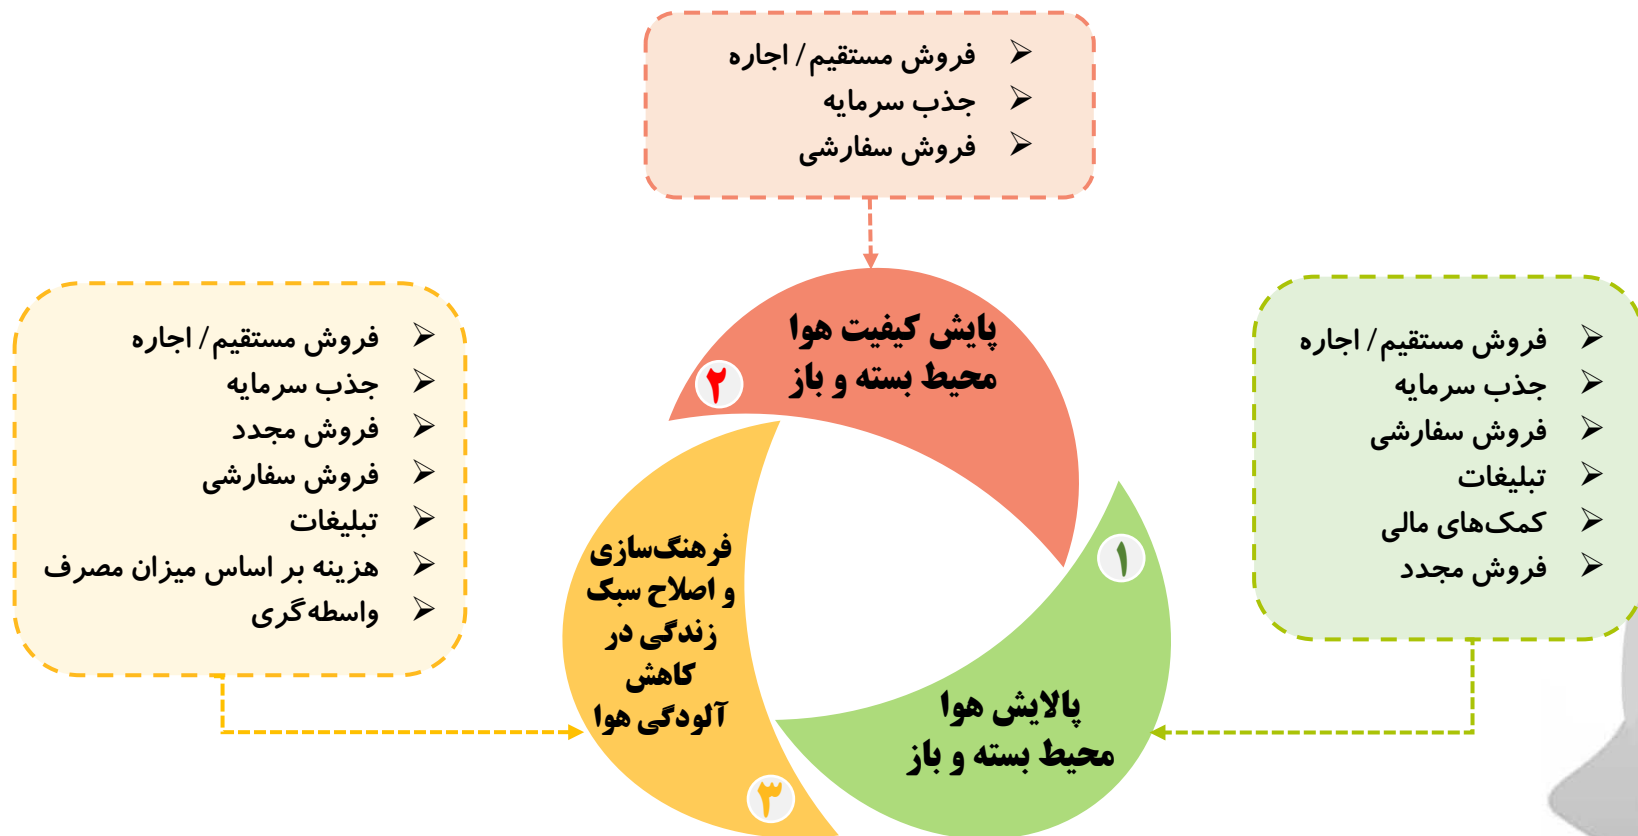 فروش مستقیم/ اجاره
جذب سرمایه
فروش سفارشی
پایش کیفیت هوا
محیط بسته و باز
۲
فروش مستقیم/ اجاره
جذب سرمایه
فروش سفارشی
تبلیغات
کمک‌های مالی
فروش مجدد
۱
پالایش هوا
محیط بسته و باز
فروش مستقیم/ اجاره
جذب سرمایه
فروش مجدد
فروش سفارشی
تبلیغات
هزینه بر اساس میزان مصرف
واسطه‌گری
فرهنگ‌سازی
و اصلاح سبک
زندگی در
کاهش
آلودگی هوا
۳